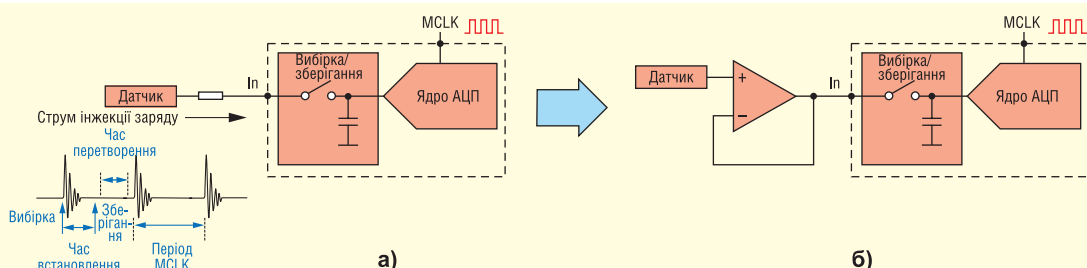 MCLK
Вибірка/
зберігання
In
Датчик
Ядро АЦП
Струм інжекції заряду
Час
перетворення
Вибірка
Збе-
ріган-
ня
Час
встановлення
Період
MCLK
а)
MCLK
Вибірка/
зберігання
In
Датчик
+
−
Ядро АЦП
б)